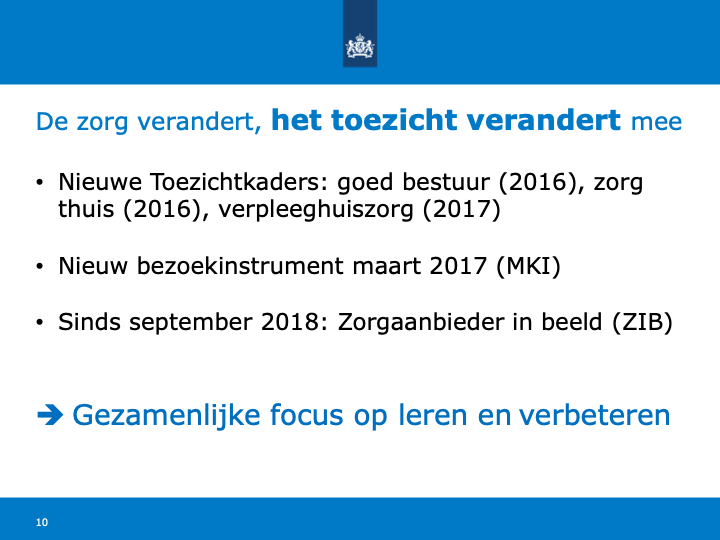 De zorg verandert, het toezicht verandert mee
• Nieuwe Toezichtkaders: goed bestuur (2016), zorg
thuis (2016), verpleeghuiszorg (2017)
• Nieuw bezoekinstrument maart 2017 (MKI)
• Sinds september 2018: Zorgaanbieder in beeld (ZIB)
➔ Gezamenlijke focus op leren en verbeteren
10